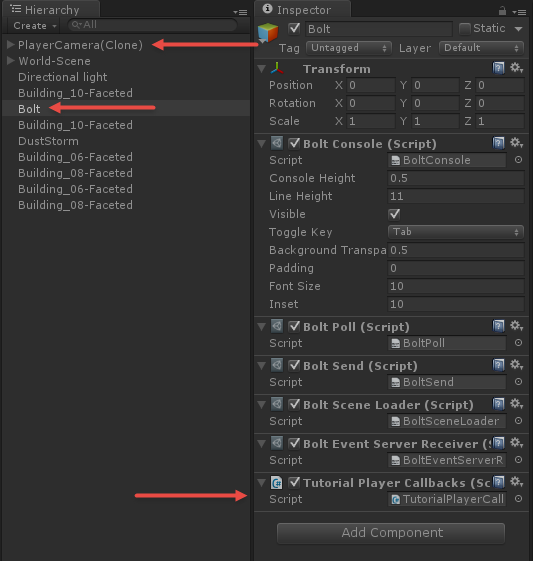 Hierarchy
Create
All
PlayerCamera(Clone)
World-Scene
Directional light
Building_10-Faceted
Bolt
Building_10-Faceted
DustStorm
Building_06-Faceted
Building_08-Faceted
Building_06-Faceted
Building_08-Faceted
Inspector
Bolt Static
Tag Untagged Layer Default
Transform
Position X 0 Y 0 Z 0
Rotation X 0 Y 0 Z 0
Scale X 1 Y 1 Z 1
Bolt Console (Script)
Script BoltConsole
Console Height 0.5
Line Height 11
Visible
Toggle Key Tab
Background Transpa 0.5
Padding 0
Font Size 10
Inset 10
Bolt Poll (Script)
Script BoltPoll
Bolt Send (Script)
Script BoltSend
Bolt Scene Loader (Script)
Script BoltSceneLoader
Bolt Event Server Receiver (S
Script BoltEventServerR
Tutorial Player Callbacks (Sc
Script TutorialPlayerCall
Add Component